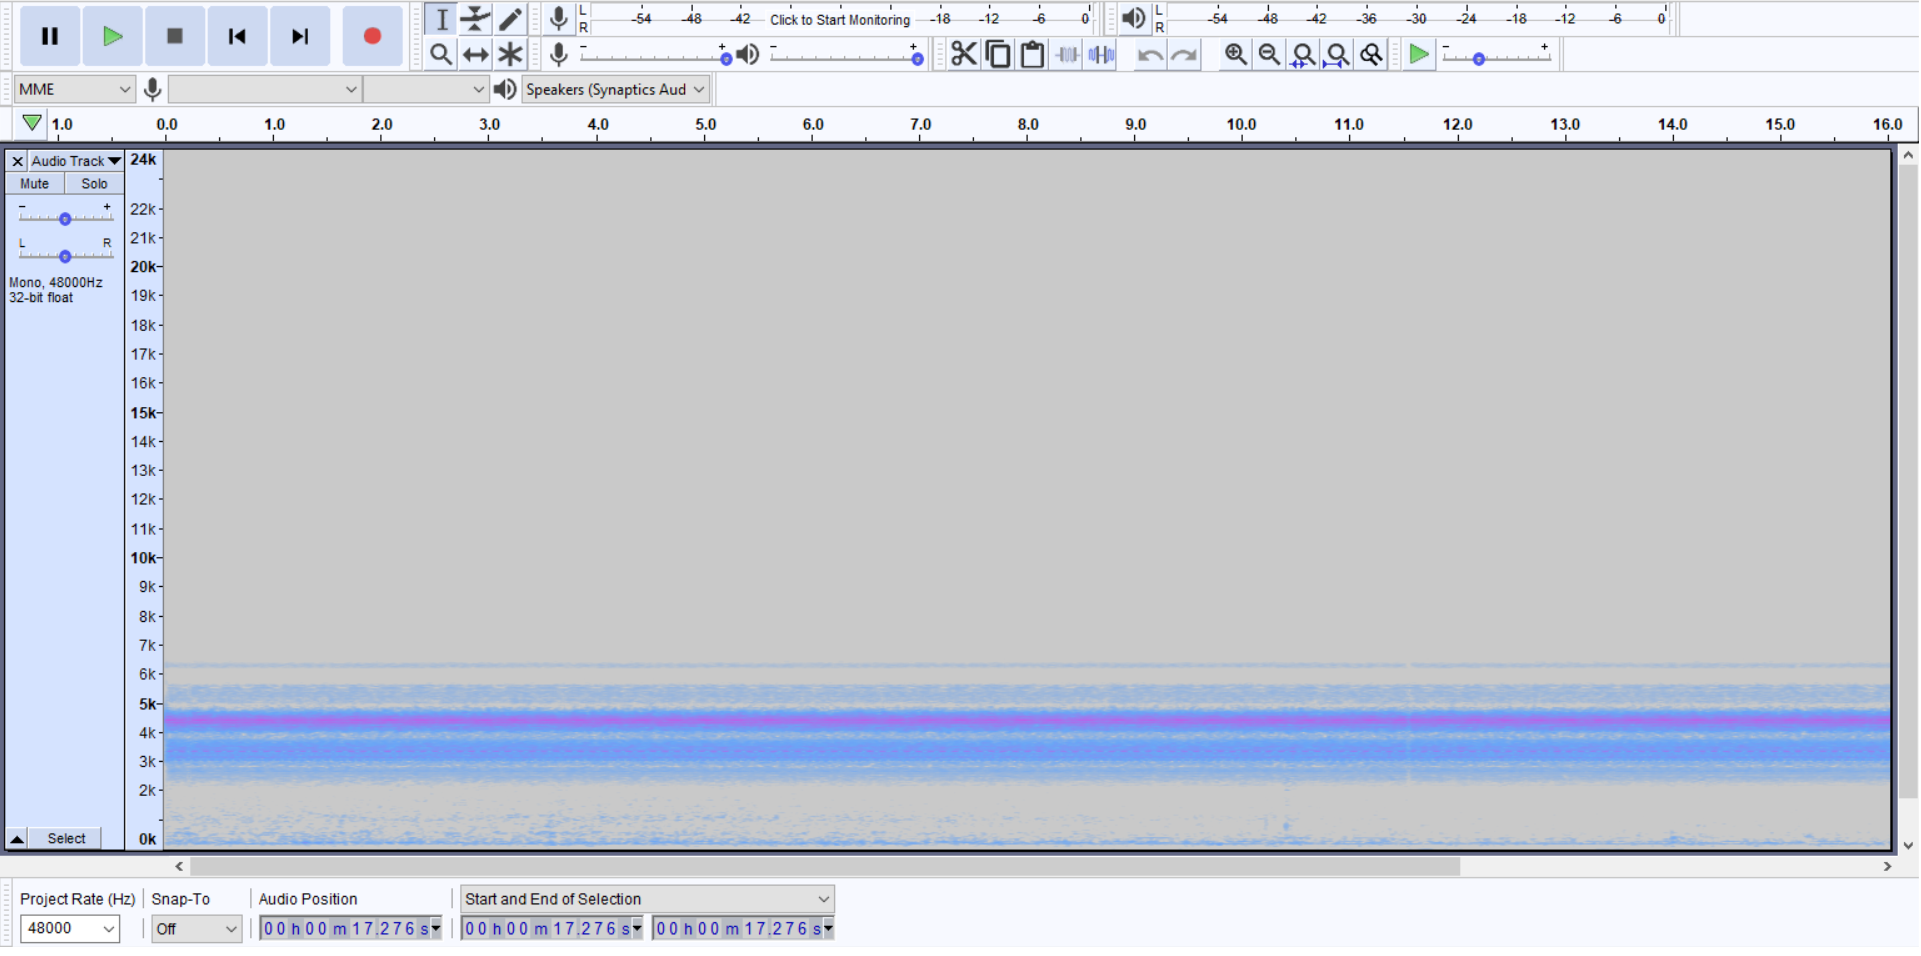 L
R
-54 -48 -42 Click to Start Monitoring -18 -12 -6 0
L
R
-54 -48 -42 -36 -30 -24 -18 -12 -6 0
- +
- +
- +
MME
Speakers (Synaptics Aud
1.0 0.0 1.0 2.0 3.0 4.0 5.0 6.0 7.0 8.0 9.0 10.0 11.0 12.0 13.0 14.0 15.0 16.0
Audio Track
Mute Solo
- +
L R
Mono, 48000Hz
32-bit float
Select
24k
22k
21k
20k
19k
18k
17k
16k
15k
14k
13k
12k
11k
10k
9k
8k
7k
6k
5k
4k
3k
2k
0k
Project Rate (Hz) Snap-To Audio Position Start and End of Selection
48000 Off 00 h 00 m 17.276 s 00 h 00 m 17.276 s 00 h 00 m 17.276 s